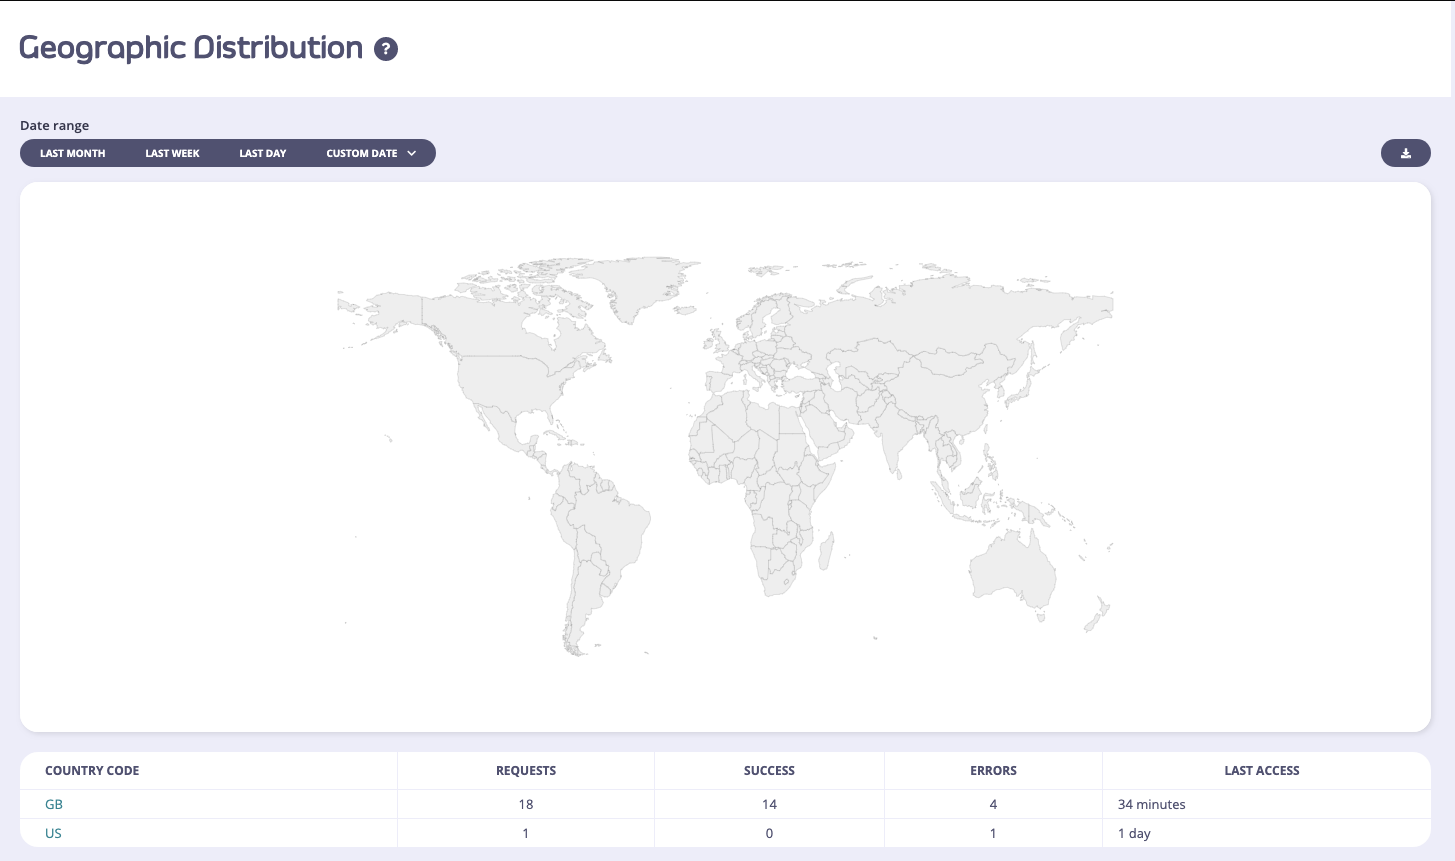 Geographic Distribution ?
Date range
LAST MONTH LAST WEEK LAST DAY CUSTOM DATE
COUNTRY CODE REQUESTS SUCCESS ERRORS LAST ACCESS
GB 18 14 4 34 minutes
US 1 0 1 1 day